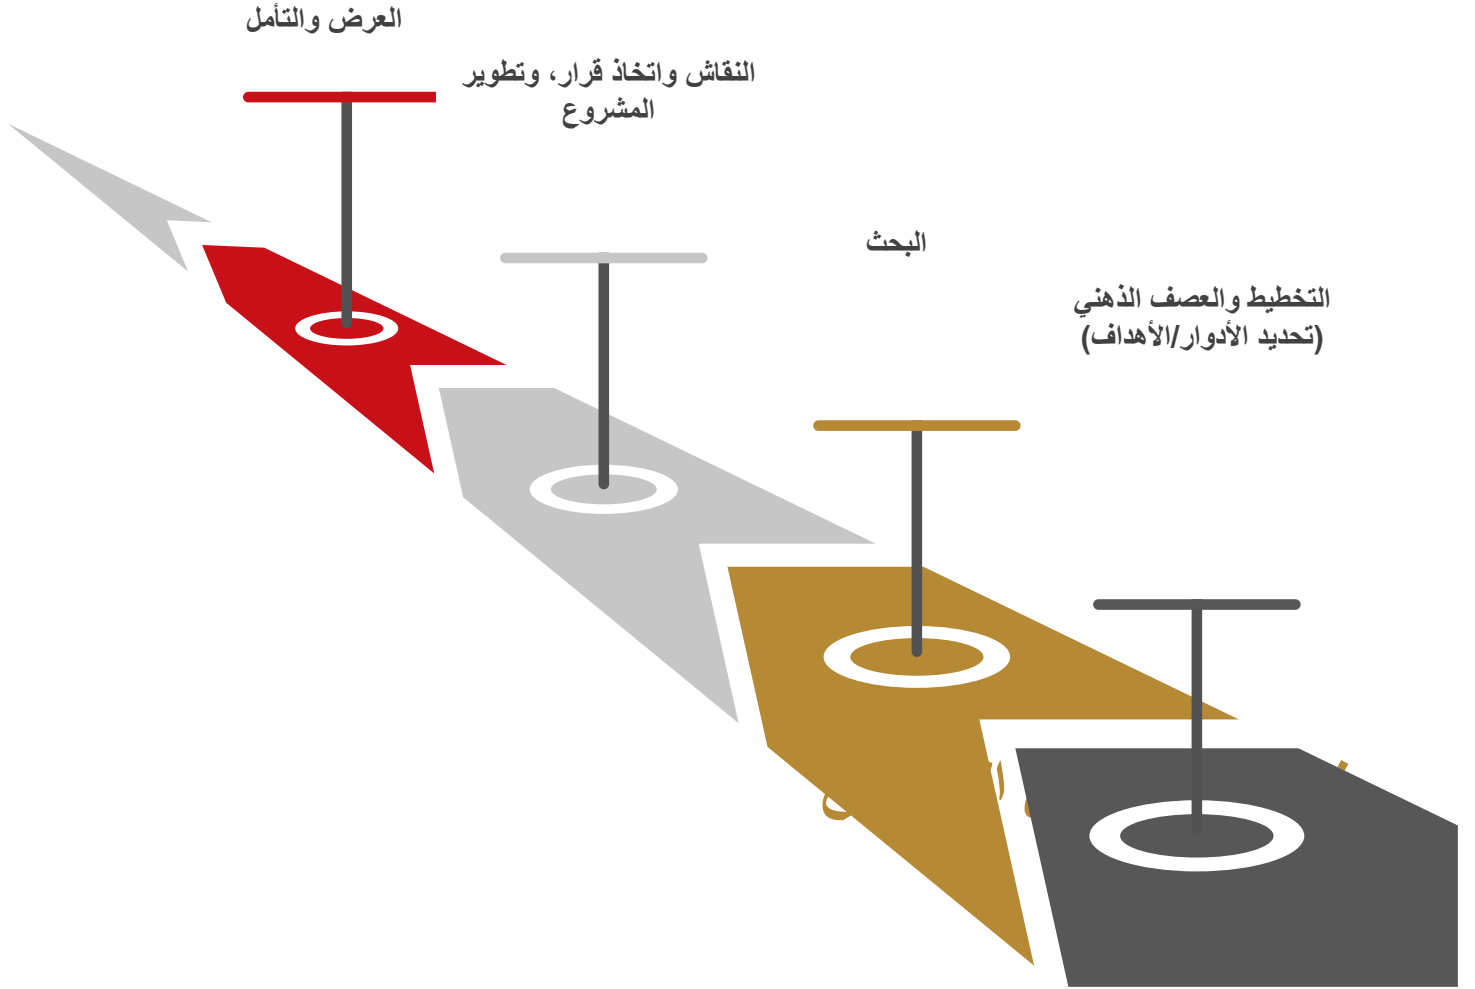 العرض والتأمل
النقاش واتخاذ قرار، وتطوير
المشروع
البحث
التخطيط والعصف الذهني
(تحديد الأدوار/الأهداف)